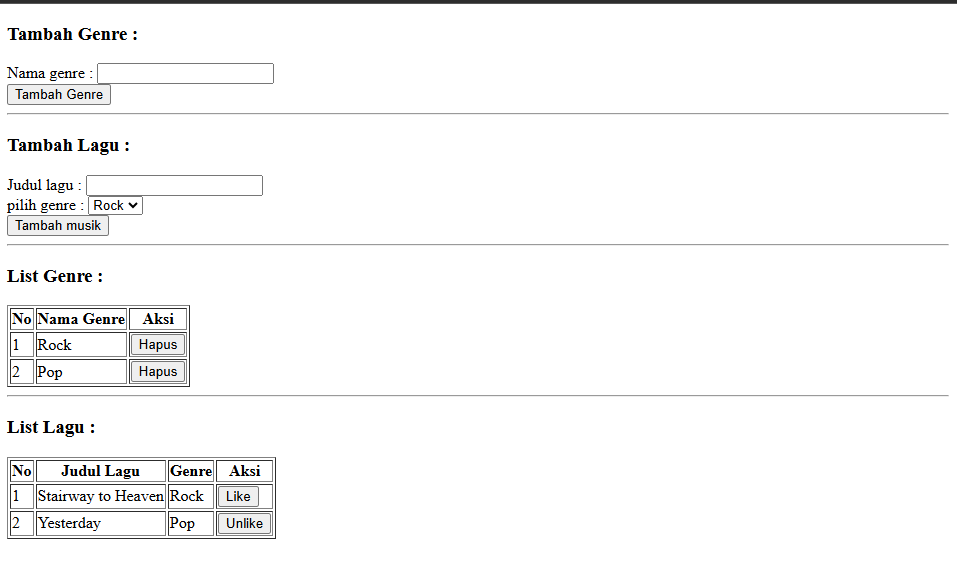 Tambah Genre :
Nama genre :
Tambah Genre
Tambah Lagu :
Judul lagu :
pilih genre : Rock
Tambah musik
List Genre :
No Nama Genre Aksi
1 Rock Hapus
2 Pop Hapus
List Lagu :
No Judul Lagu Genre Aksi
1 Stairway to Heaven Rock Like
2 Yesterday Pop Unlike